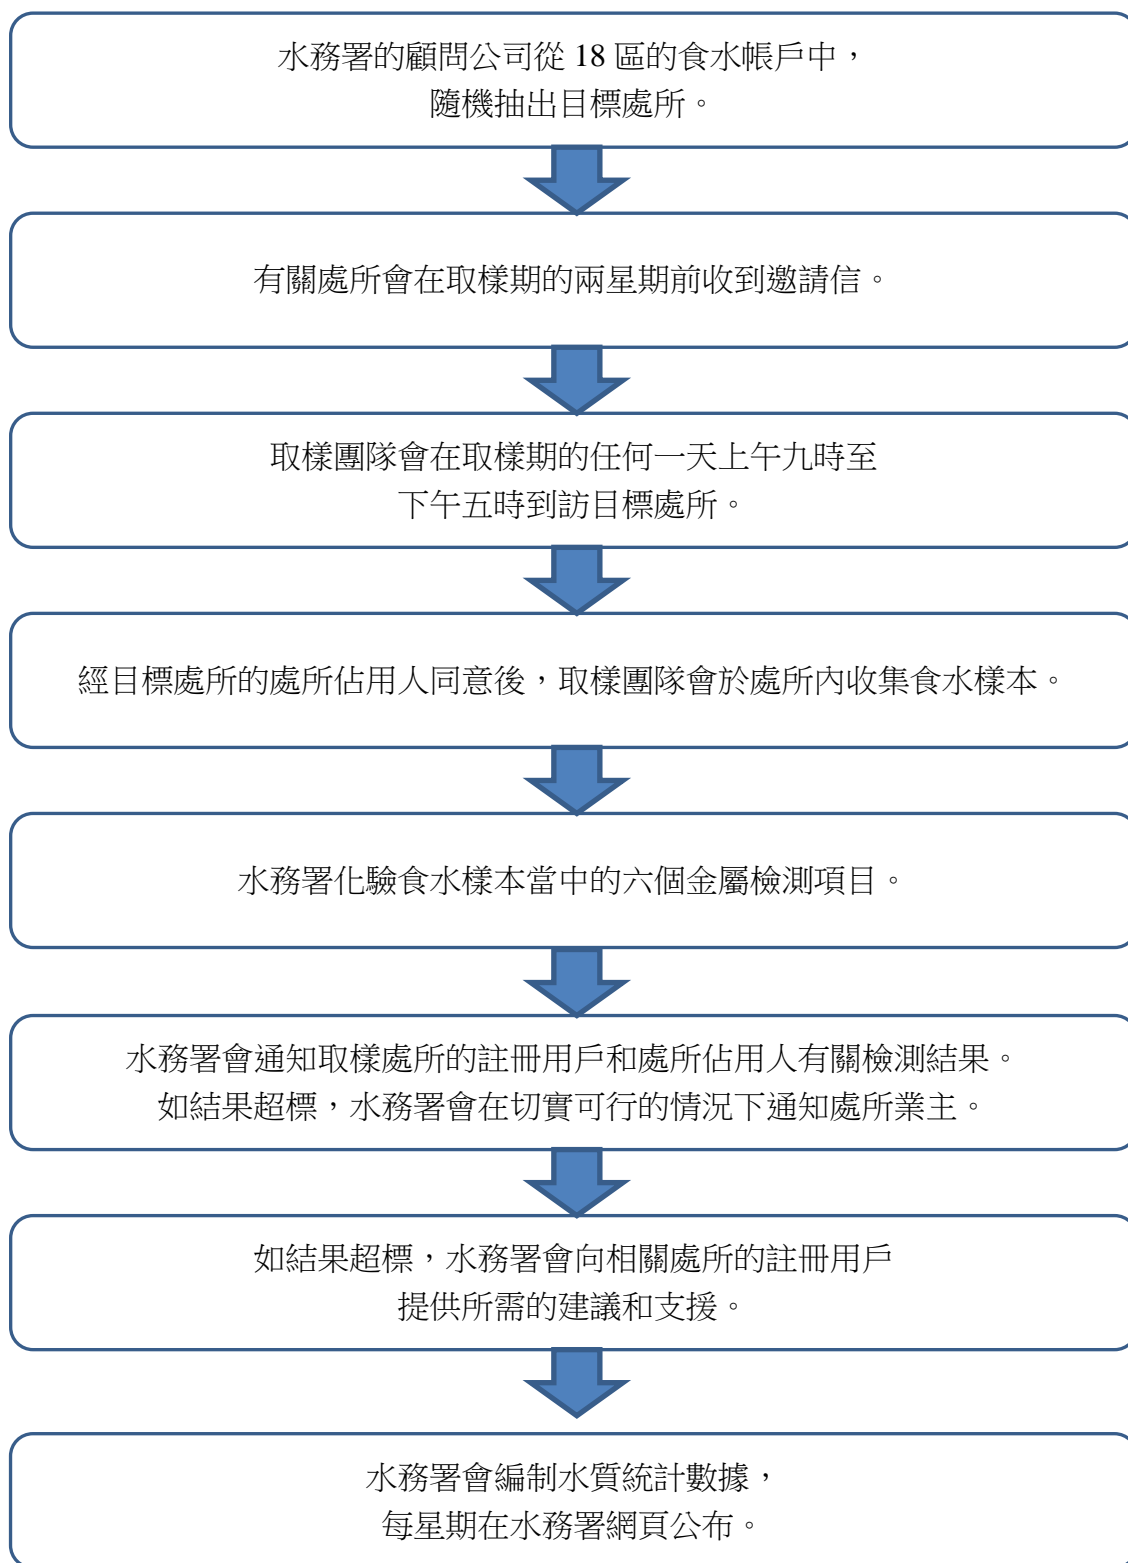 水務署的顧問公司從 18 區的食水帳戶中，
隨機抽出目標處所。
有關處所會在取樣期的兩星期前收到邀請信。
取樣團隊會在取樣期的任何一天上午九時至
下午五時到訪目標處所。
經目標處所的處所佔用人同意後，取樣團隊會於處所內收集食水樣本。
水務署化驗食水樣本當中的六個金屬檢測項目。
水務署會通知取樣處所的註冊用戶和處所佔用人有關檢測結果。
如結果超標，水務署會在切實可行的情況下通知處所業主。
如結果超標，水務署會向相關處所的註冊用戶
提供所需的建議和支援。
水務署會編制水質統計數據，
每星期在水務署網頁公布。